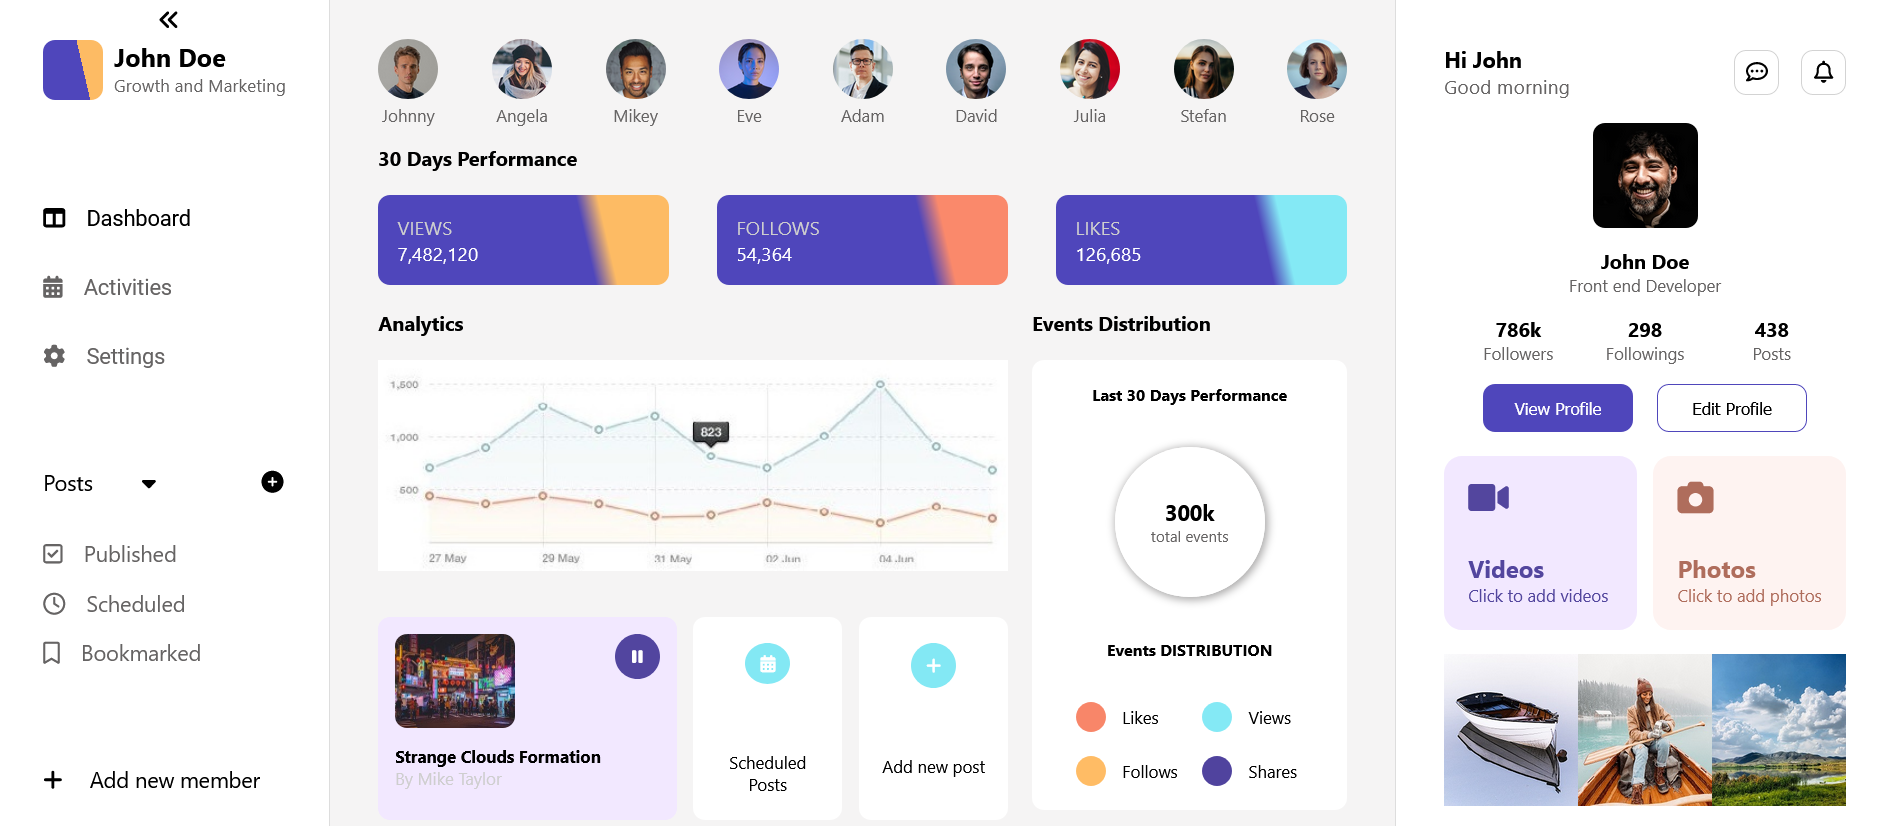 John Doe
Growth and Marketing
Dashboard
Activities
Settings
Posts
Published
Scheduled
Bookmarked
Add new member
Johnny
Angela
Mikey
Eve
Adam
David
Julia
Stefan
Rose
30 Days Performance
VIEWS
7,482,120
FOLLOWS
54,364
LIKES
126,685
Analytics
1,500
1,000
500
823
27 May
29 May
31 May
02 Jun
04 Jun
Strange Clouds Formation
By Mike Taylor
Scheduled
Posts
Add new post
Events Distribution
Last 30 Days Performance
300k
total events
Events DISTRIBUTION
Likes
Views
Follows
Shares
Hi John
Good morning
John Doe
Front end Developer
786k
Followers
298
Followings
438
Posts
View Profile
Edit Profile
Videos
Click to add videos
Photos
Click to add photos